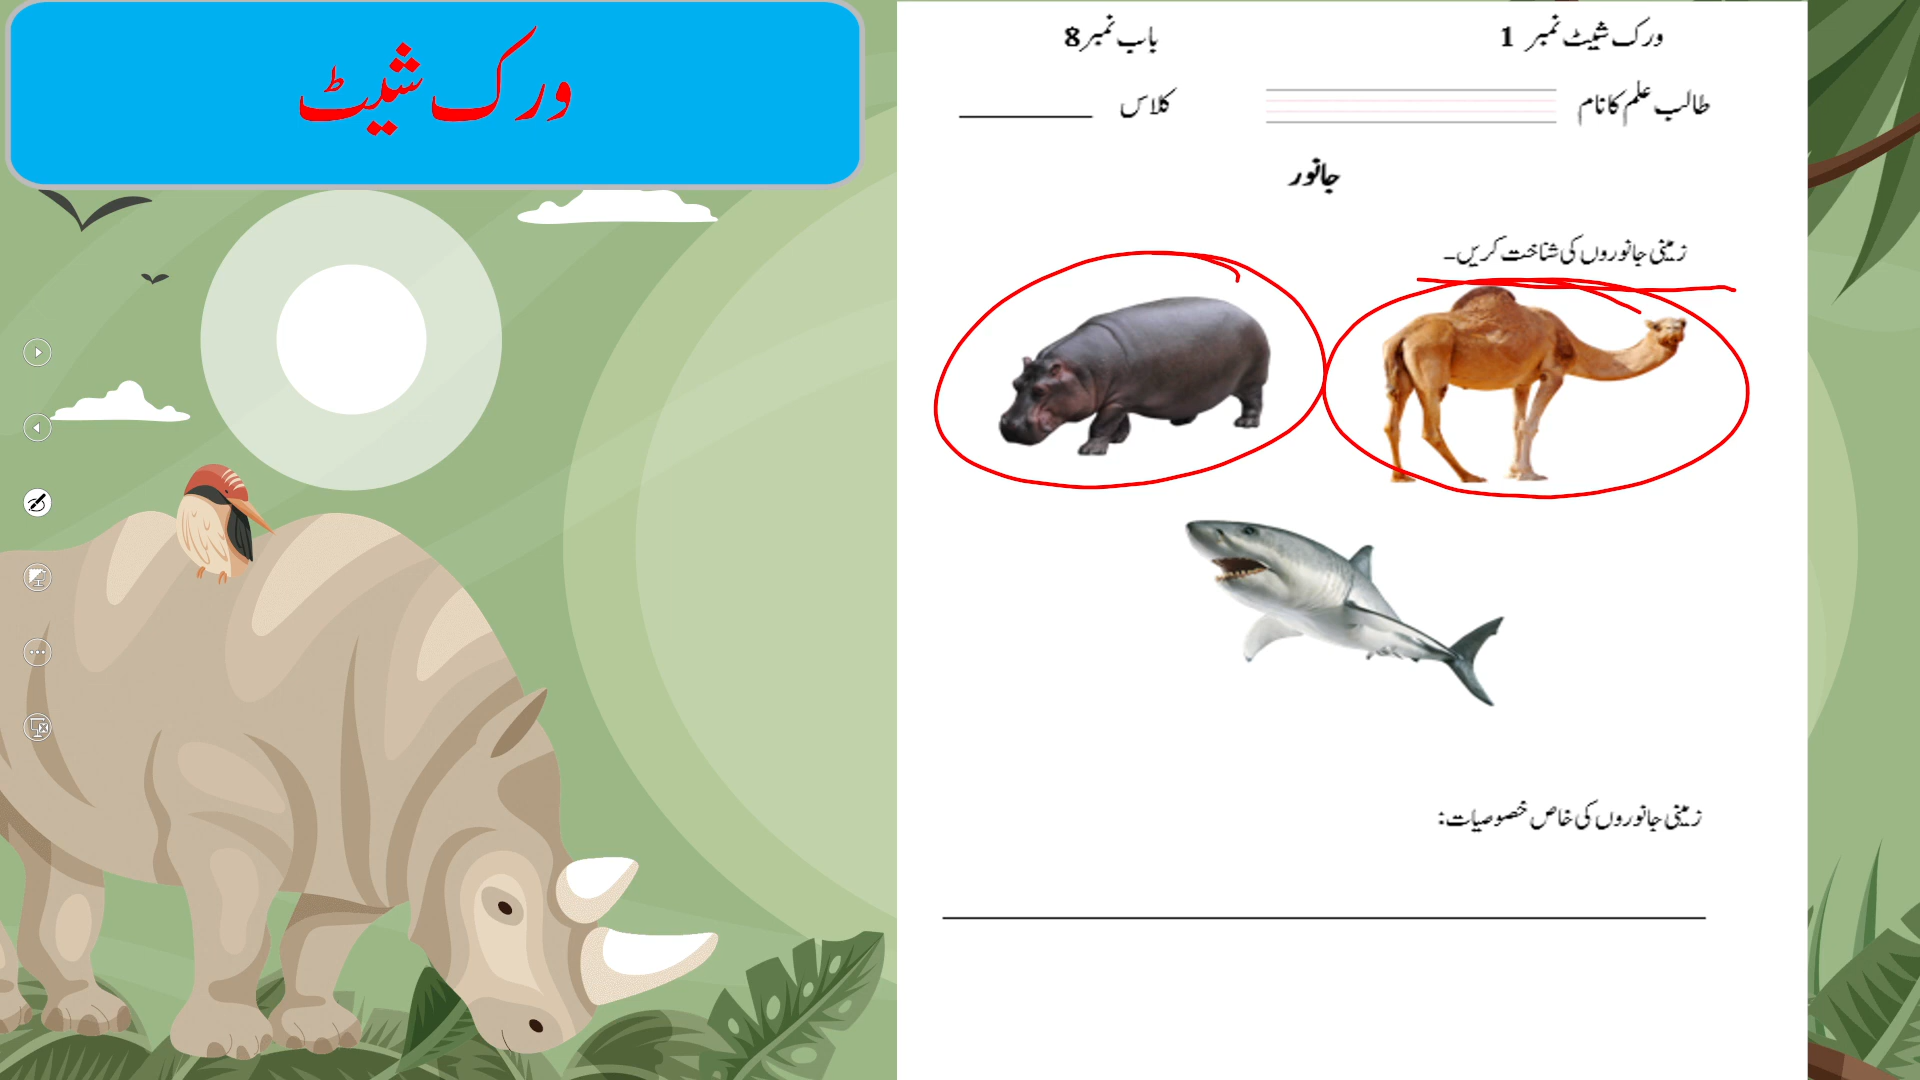 ورک شیٹ
ورک شیٹ نمبر 1 باب نمبر 8
طالب علم کا نام کلاس
جانور
زمینی جانوروں کی شناخت کریں۔
زمینی جانوروں کی خاص خصوصیات: